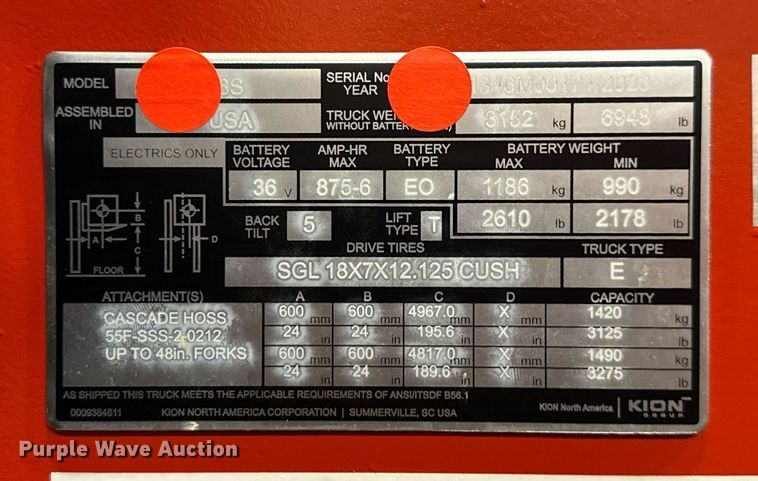 MODEL
SERIAL No
YEAR
ASSEMBLED IN USA
TRUCK
WITHOUT BATTERY
3152 kg 6948 lb
ELECTRICS ONLY
BATTERY VOLTAGE AMP-HR MAX BATTERY TYPE BATTERY WEIGHT
MAX MIN
36 V 875-6 EO 1186 kg 990 kg
2610 lb 2178 lb
BACK TILT 5 LIFT TYPE T
DRIVE TIRES TRUCK TYPE
SGL 18X7X12.125 CUSH E
A B C D
FLOOR
ATTACHMENT(S) A B C D CAPACITY
CASCADE HOSS 600 mm 600 mm 4967.0 mm X mm 1420 kg
55F-SSS-2-0212 24 in 24 in 195.6 in X in 3125 lb
UP TO 48in. FORKS 600 mm 600 mm 4817.0 mm X mm 1490 kg
24 in 24 in 189.6 in X in 3275 lb
AS SHIPPED THIS TRUCK MEETS THE APPLICABLE REQUIREMENTS OF ANSI/ITSDF B56.1
0009384611 KION NORTH AMERICA CORPORATION | SUMMERVILLE, SC USA KION North America | KION GROUP
Purple Wave Auction